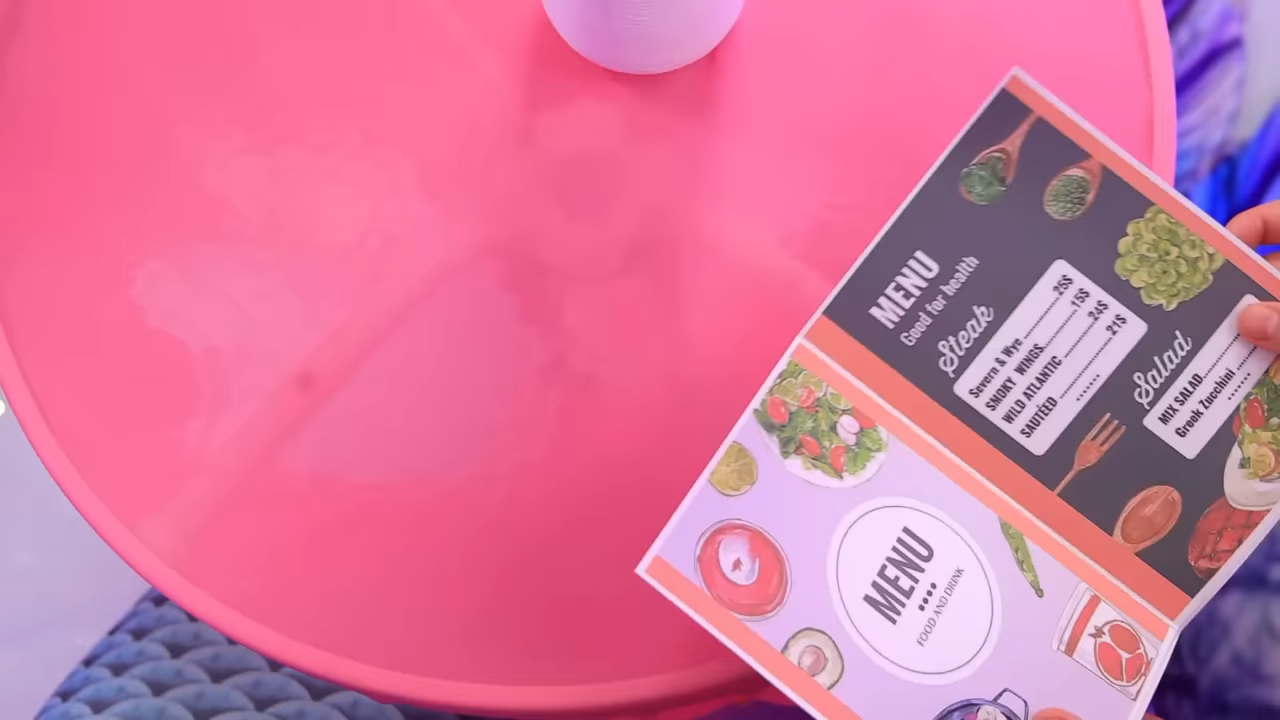 MENU
Good for health
Steak
Severn & Wye ................ 25$
SMOKY WINGS................ 15$
WILD ATLANTIC ................ 24$
SAUTÉED ................ 21$
.......
Salad
MIX SALAD................
Greek Zucchini ................
.......
MENU
FOOD AND DRINK